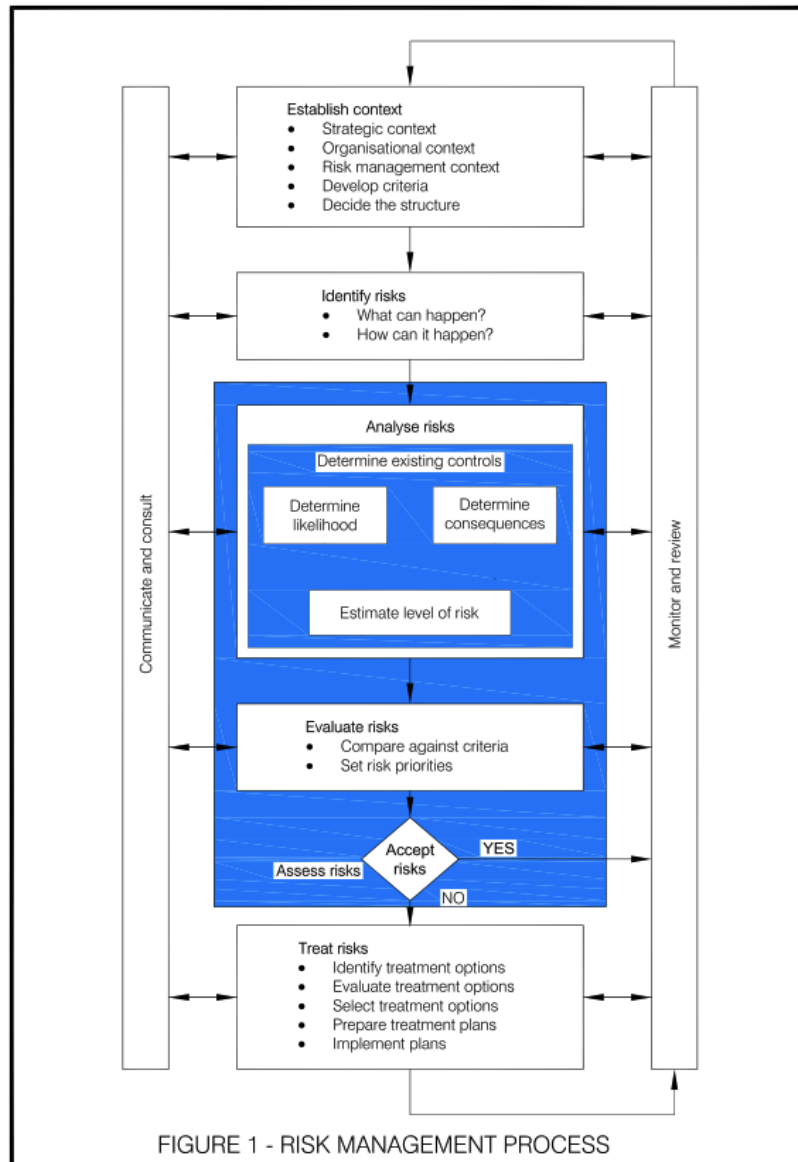 Establish context
• Strategic context
• Organisational context
• Risk management context
• Develop criteria
• Decide the structure
Identify risks
• What can happen?
• How can it happen?
Analyse risks
Determine existing controls
Determine
likelihood
Determine
consequences
Estimate level of risk
Evaluate risks
• Compare against criteria
• Set risk priorities
Accept
risks
YES
Assess risks
NO
Treat risks
• Identify treatment options
• Evaluate treatment options
• Select treatment options
• Prepare treatment plans
• Implement plans
Communicate and consult
Monitor and review
FIGURE 1 - RISK MANAGEMENT PROCESS